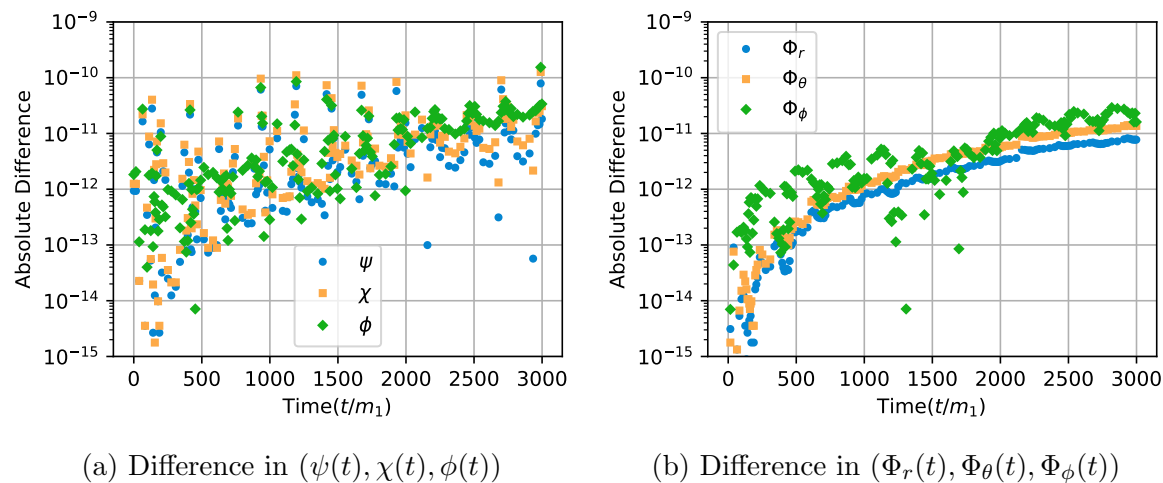 10⁻⁹
10⁻¹⁰
10⁻¹¹
10⁻¹²
10⁻¹³
10⁻¹⁴
10⁻¹⁵
Absolute Difference
ψ
χ
ϕ
0 500 1000 1500 2000 2500 3000
Time(t/m₁)
(a) Difference in (ψ(t), χ(t), ϕ(t))
10⁻⁹
10⁻¹⁰
10⁻¹¹
10⁻¹²
10⁻¹³
10⁻¹⁴
10⁻¹⁵
Absolute Difference
Φᵣ
Φ_θ
Φ_ϕ
0 500 1000 1500 2000 2500 3000
Time(t/m₁)
(b) Difference in (Φᵣ(t), Φ_θ(t), Φ_ϕ(t))